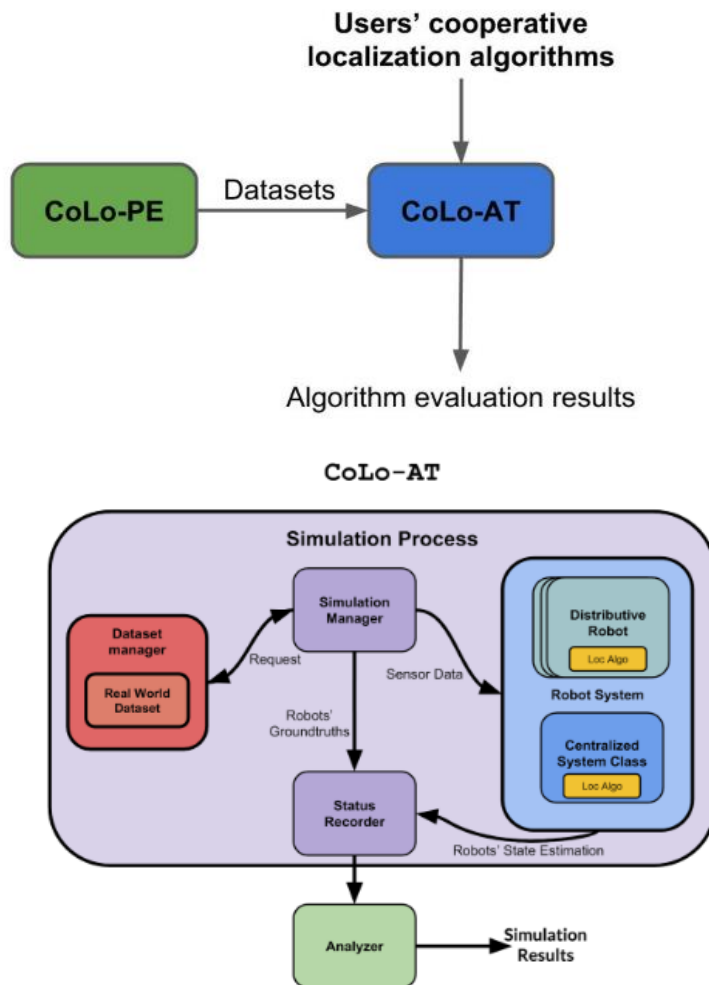 Users' cooperative
localization algorithms
CoLo-PE
Datasets
CoLo-AT
Algorithm evaluation results
CoLo-AT
Simulation Process
Simulation
Manager
Dataset
manager
Real World
Dataset
Request
Sensor Data
Distributive
Robot
Loc Algo
Robot System
Centralized
System Class
Loc Algo
Robots'
Groundtruths
Status
Recorder
Robots' State Estimation
Analyzer
Simulation
Results